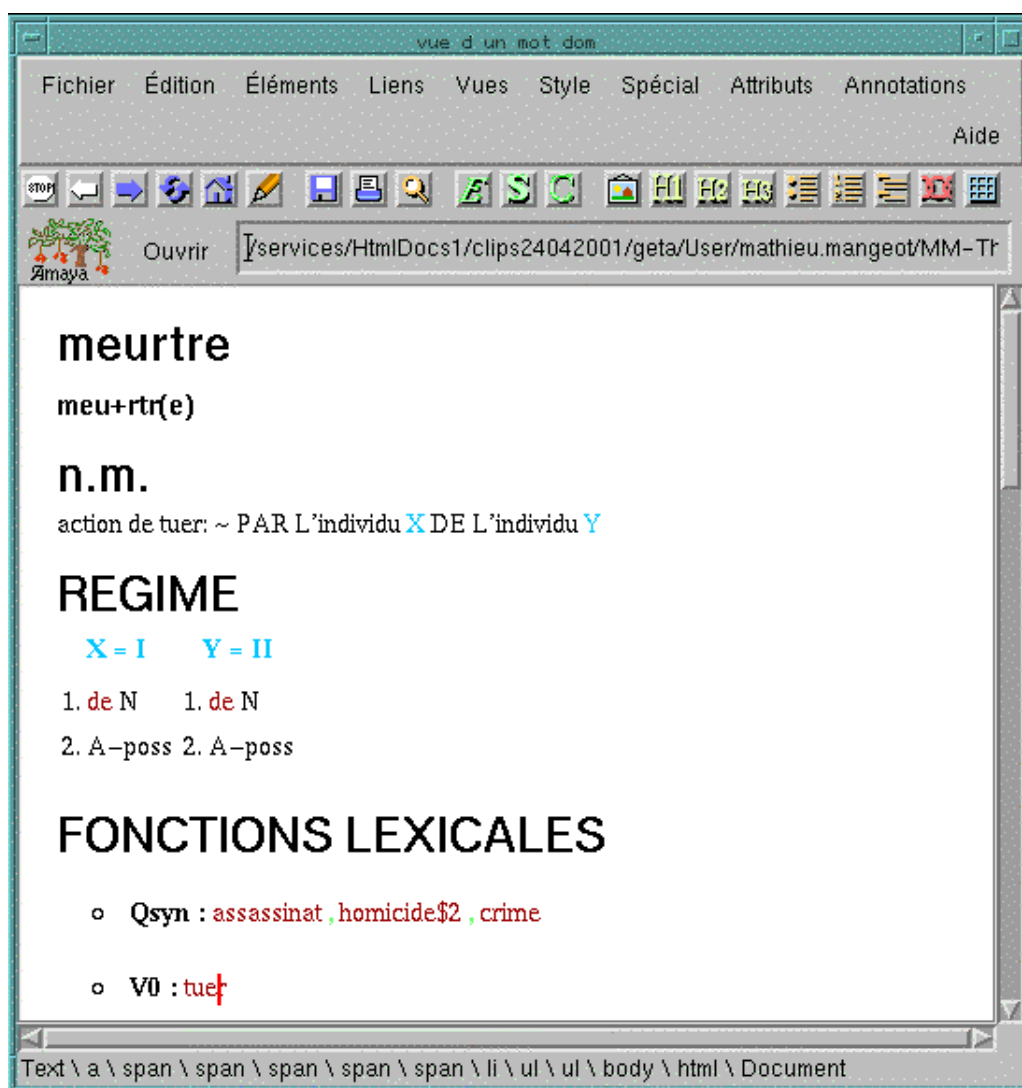 vue d un mot dom
Fichier Édition Éléments Liens Vues Style Spécial Attributs Annotations
Aide
STOP E S C H1 H2 H3
Amaya Ouvrir /services/HtmlDocs1/clips24042001/geta/User/mathieu.mangeot/MM-Th
meurtre
meu+rtr(e)
n.m.
action de tuer: ~ PAR L'individu X DE L'individu Y
REGIME
X = I Y = II
1. de N 1. de N
2. A-poss 2. A-poss
FONCTIONS LEXICALES
Qsyn : assassinat , homicide$2 , crime
V0 : tuer
Text \ a \ span \ span \ span \ span \ span \ li \ ul \ ul \ body \ html \ Document